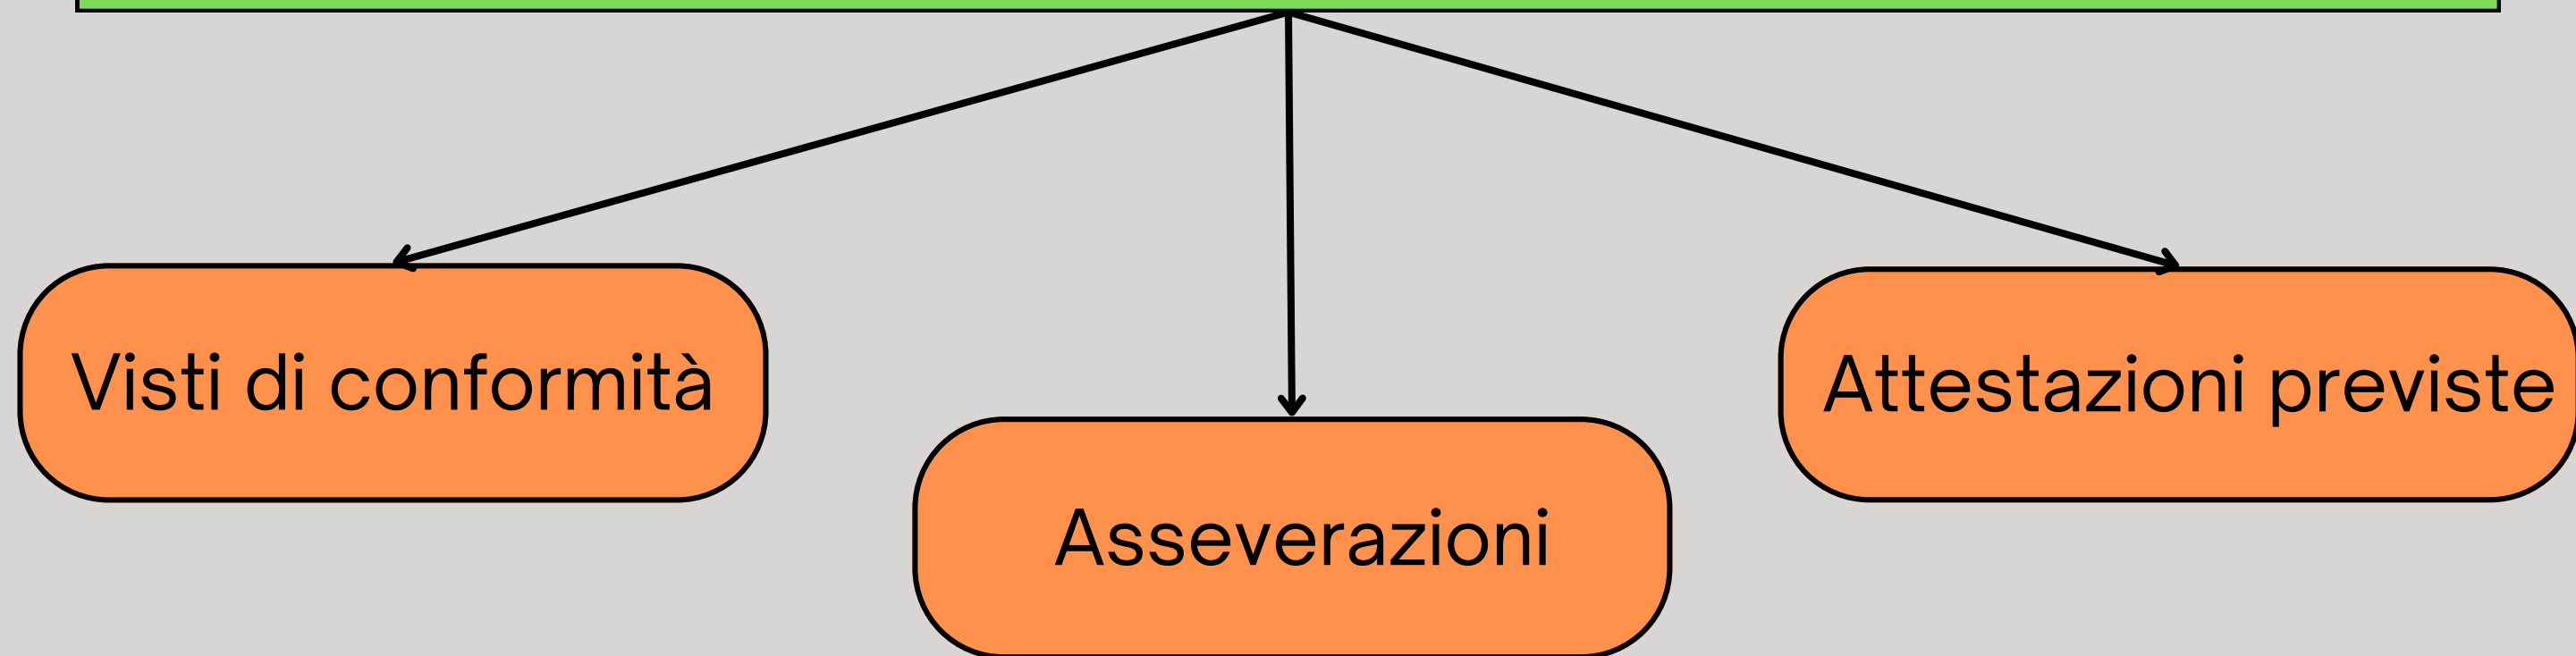 Visti di conformità
Asseverazioni
Attestazioni previste